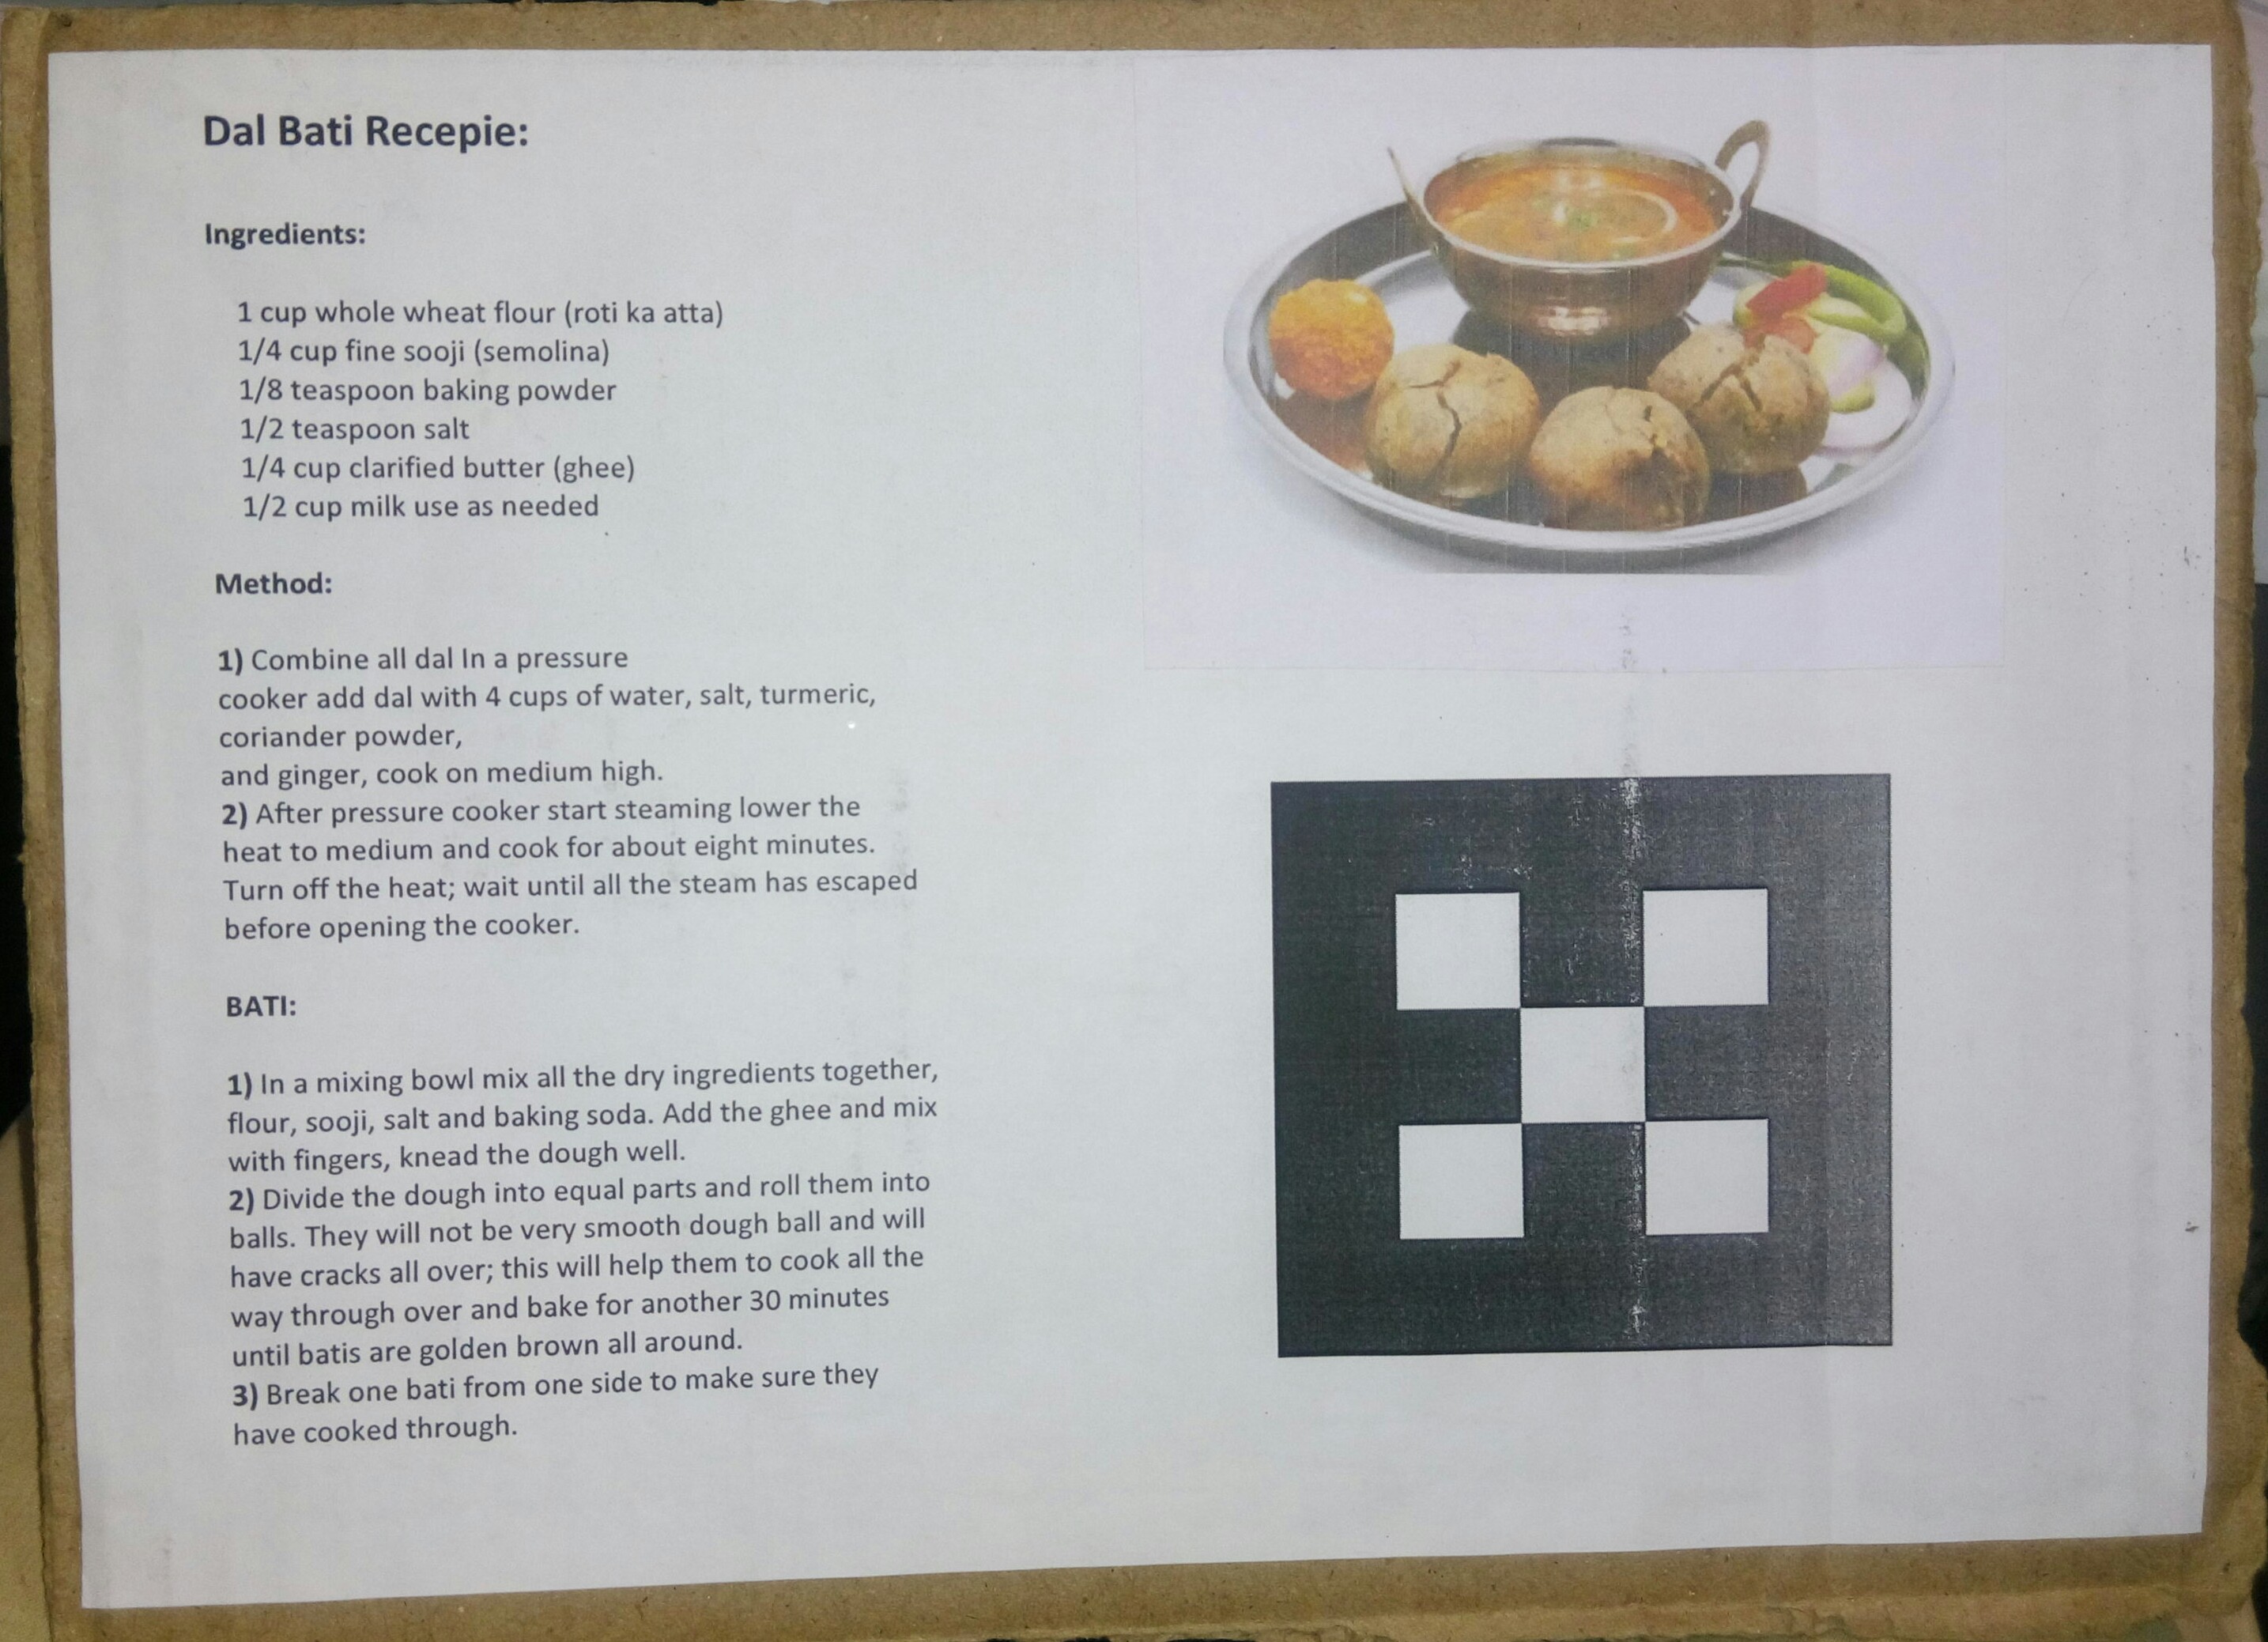 Dal Bati Recepie:
Ingredients:
1 cup whole wheat flour (roti ka atta)
1/4 cup fine sooji (semolina)
1/8 teaspoon baking powder
1/2 teaspoon salt
1/4 cup clarified butter (ghee)
1/2 cup milk use as needed
Method:
1) Combine all dal In a pressure
cooker add dal with 4 cups of water, salt, turmeric,
coriander powder,
and ginger, cook on medium high.
2) After pressure cooker start steaming lower the
heat to medium and cook for about eight minutes.
Turn off the heat; wait until all the steam has escaped
before opening the cooker.
BATI:
1) In a mixing bowl mix all the dry ingredients together,
flour, sooji, salt and baking soda. Add the ghee and mix
with fingers, knead the dough well.
2) Divide the dough into equal parts and roll them into
balls. They will not be very smooth dough ball and will
have cracks all over; this will help them to cook all the
way through over and bake for another 30 minutes
until batis are golden brown all around.
3) Break one bati from one side to make sure they
have cooked through.